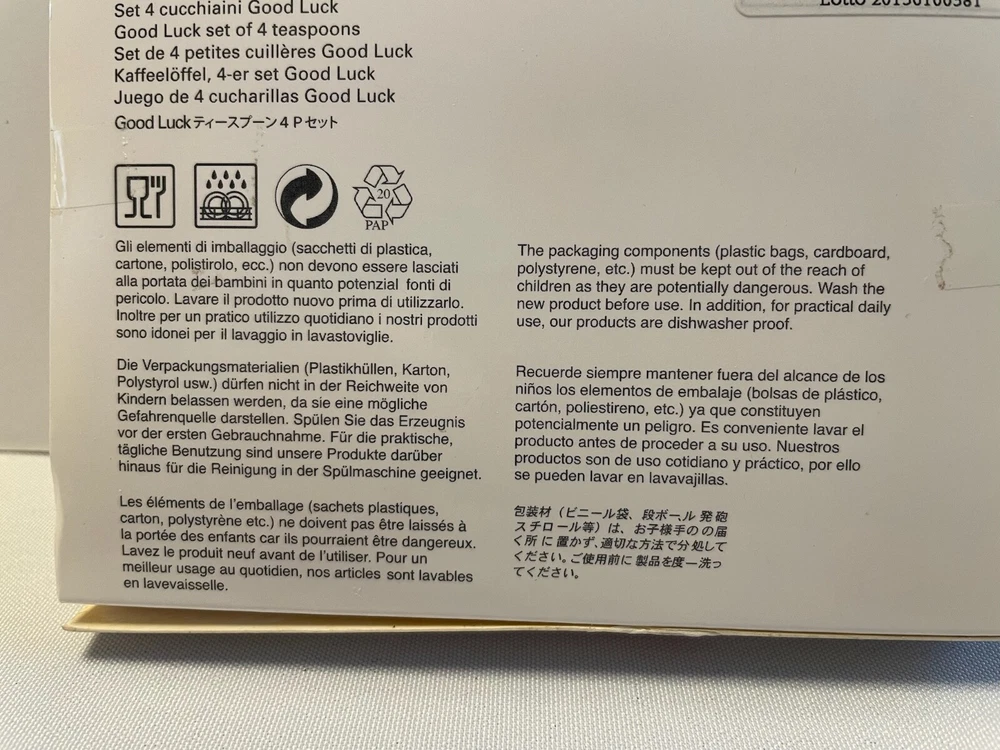 Set 4 cucchiaini Good Luck
Good Luck set of 4 teaspoons
Set de 4 petites cuillères Good Luck
Kaffeelöffel, 4-er set Good Luck
Juego de 4 cucharillas Good Luck
Good Luckティースプーン4Pセット
20
PAP
Gli elementi di imballaggio (sacchetti di plastica,
cartone, polistirolo, ecc.) non devono essere lasciati
alla portata dei bambini in quanto potenzial fonti di
pericolo. Lavare il prodotto nuovo prima di utilizzarlo.
Inoltre per un pratico utilizzo quotidiano i nostri prodotti
sono idonei per il lavaggio in lavastoviglie.
Die Verpackungsmaterialien (Plastikhüllen, Karton,
Polystyrol usw.) dürfen nicht in der Reichweite von
Kindern belassen werden, da sie eine mögliche
Gefahrenquelle darstellen. Spülen Sie das Erzeugnis
vor der ersten Gebrauchnahme. Für die praktische,
tägliche Benutzung sind unsere Produkte darüber
hinaus für die Reinigung in der Spülmaschine geeignet.
Les éléments de l'emballage (sachets plastiques,
carton, polystyrène etc.) ne doivent pas être laissés à
la portée des enfants car ils pourraient être dangereux.
Lavez le produit neuf avant de l'utiliser. Pour un
meilleur usage au quotidien, nos articles sont lavables
en lavevaisselle.
The packaging components (plastic bags, cardboard,
polystyrene, etc.) must be kept out of the reach of
children as they are potentially dangerous. Wash the
new product before use. In addition, for practical daily
use, our products are dishwasher proof.
Recuerde siempre mantener fuera del alcance de los
niños los elementos de embalaje (bolsas de plástico,
cartón, poliestireno, etc.) ya que constituyen
potencialmente un peligro. Es conveniente lavar el
producto antes de proceder a su uso. Nuestros
productos son de uso cotidiano y práctico, por ello
se pueden lavar en lavavajillas.
包装材(ビニール袋、段ボール 発砲
スチロール等)は、お子様手の の届
く所 に 置かず、適切な方法で分 処して
ください。ご使用前に 製品を度一洗っ
てください。